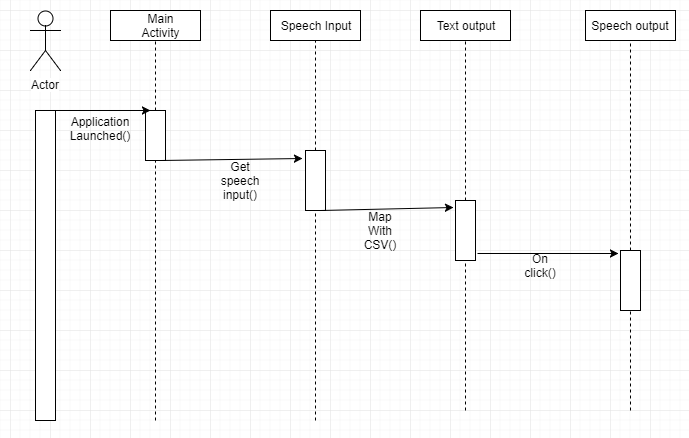 Main
Activity
Speech Input
Text output
Speech output
Actor
Application
Launched()
Get
speech
input()
Map
With
CSV()
On
click()